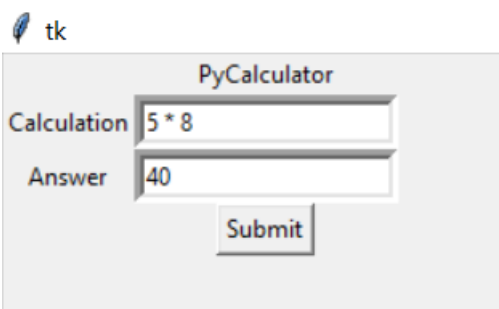 tk
PyCalculator
Calculation 5 * 8
Answer 40
Submit